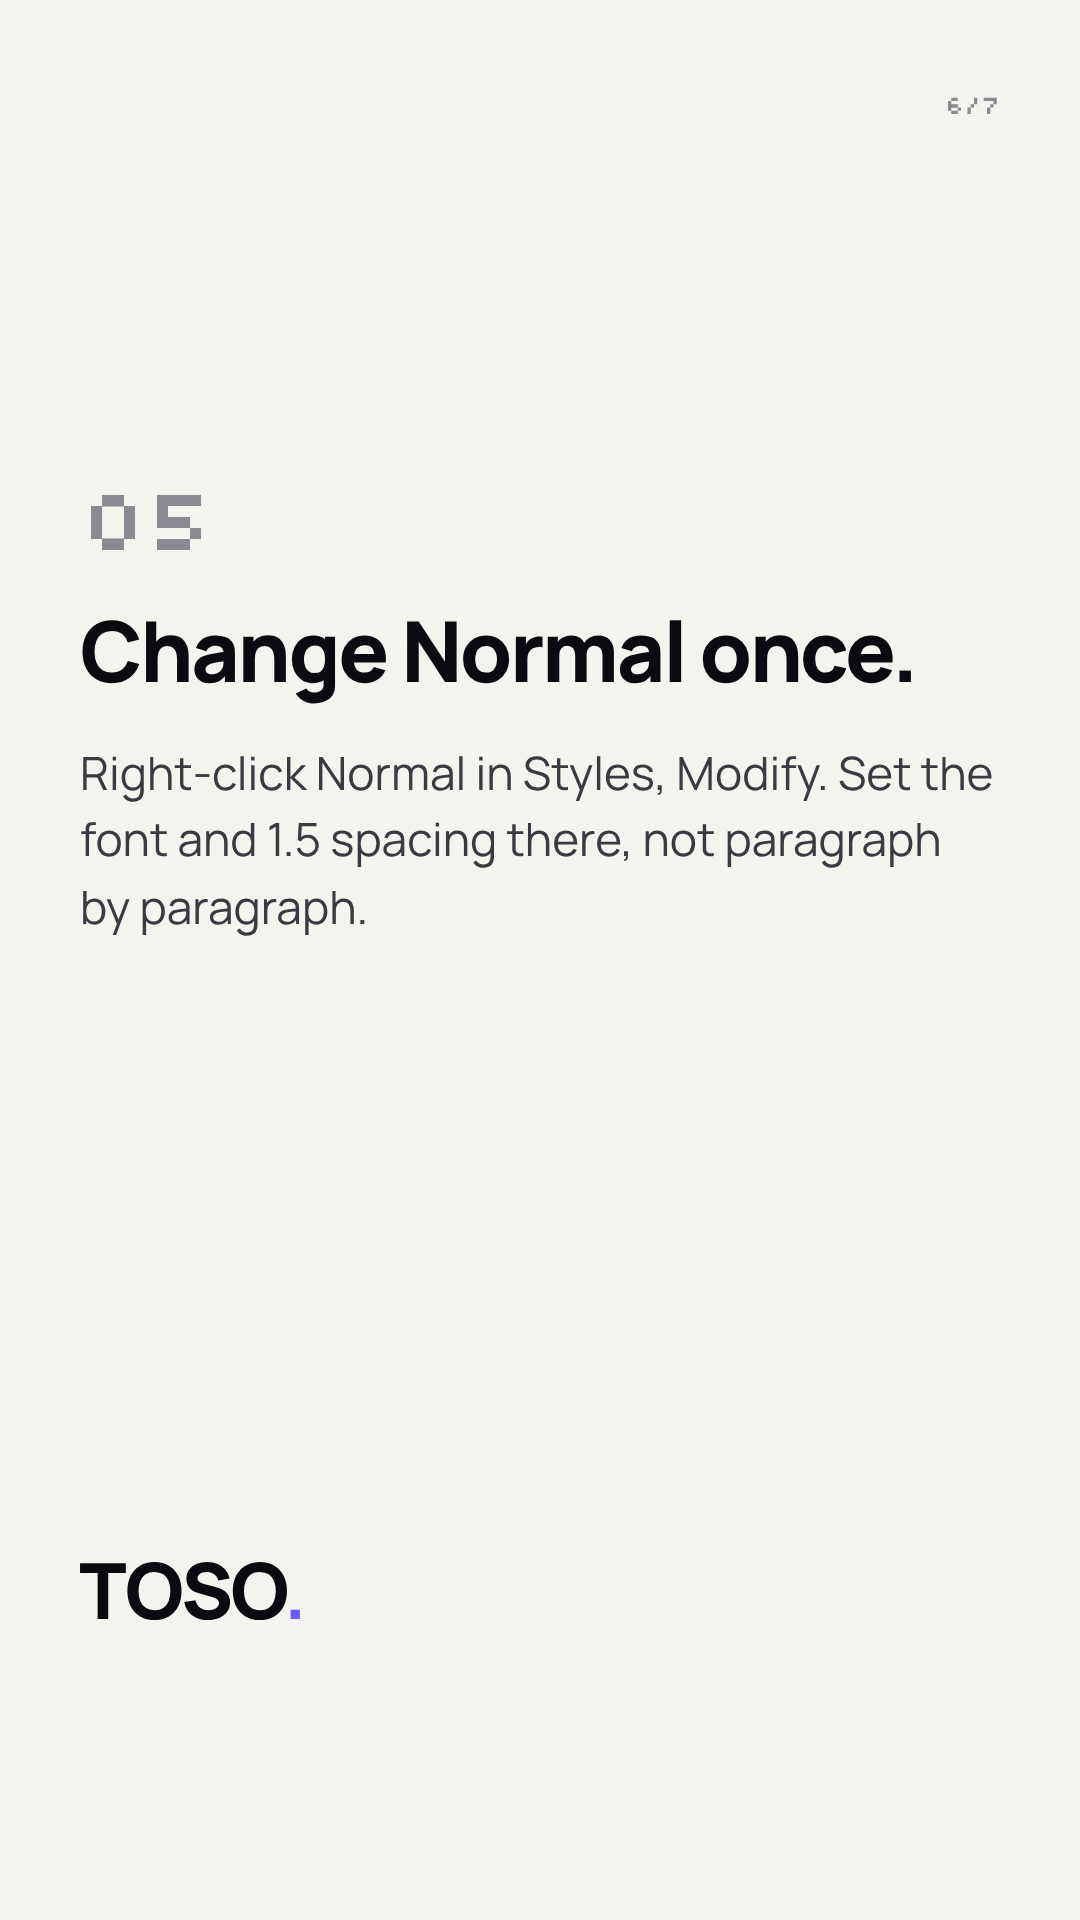 6/7
05
Change Normal once.
Right-click Normal in Styles, Modify. Set the
font and 1.5 spacing there, not paragraph
by paragraph.
TOSO.